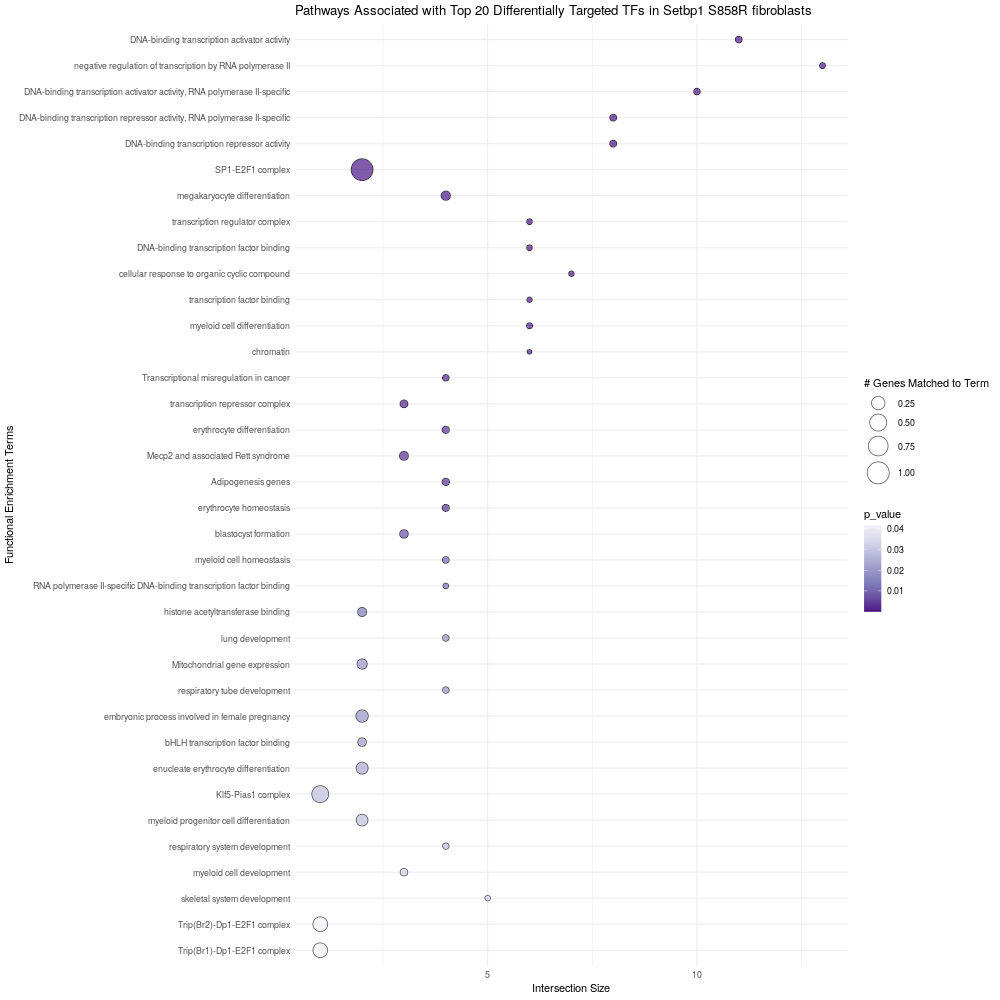 Pathways Associated with Top 20 Differentially Targeted TFs in Setbp1 S858R fibroblasts
DNA-binding transcription activator activity
negative regulation of transcription by RNA polymerase II
DNA-binding transcription activator activity, RNA polymerase II-specific
DNA-binding transcription repressor activity, RNA polymerase II-specific
DNA-binding transcription repressor activity
SP1-E2F1 complex
megakaryocyte differentiation
transcription regulator complex
DNA-binding transcription factor binding
cellular response to organic cyclic compound
transcription factor binding
myeloid cell differentiation
chromatin
Transcriptional misregulation in cancer
transcription repressor complex
erythrocyte differentiation
Mecp2 and associated Rett syndrome
Adipogenesis genes
erythrocyte homeostasis
blastocyst formation
myeloid cell homeostasis
RNA polymerase II-specific DNA-binding transcription factor binding
histone acetyltransferase binding
lung development
Mitochondrial gene expression
respiratory tube development
embryonic process involved in female pregnancy
bHLH transcription factor binding
enucleate erythrocyte differentiation
Klf5-Pias1 complex
myeloid progenitor cell differentiation
respiratory system development
myeloid cell development
skeletal system development
Trip(Br2)-Dp1-E2F1 complex
Trip(Br1)-Dp1-E2F1 complex
Functional Enrichment Terms
5
10
Intersection Size
# Genes Matched to Term
0.25
0.50
0.75
1.00
p_value
0.04
0.03
0.02
0.01